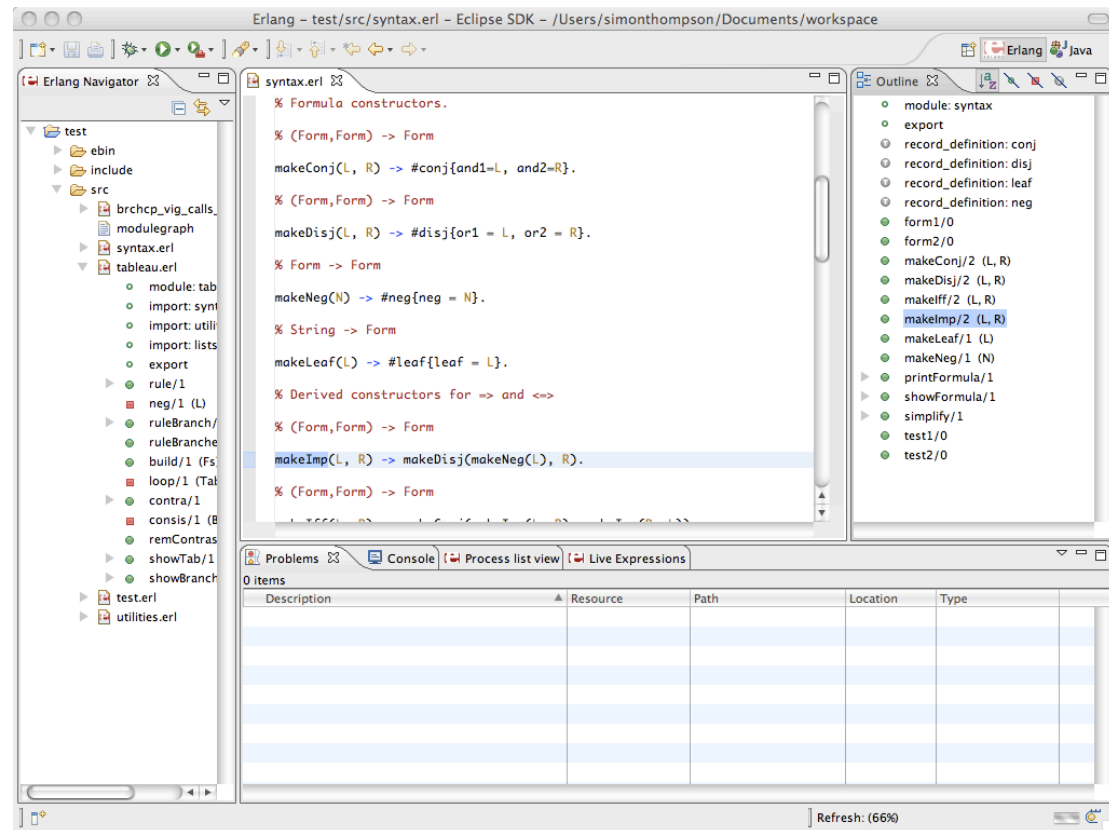 Erlang – test/src/syntax.erl – Eclipse SDK – /Users/simonthompson/Documents/workspace
Erlang Java
Erlang Navigator
test
ebin
include
src
brchcp_vig_calls_
modulegraph
syntax.erl
tableau.erl
module: tab
import: synt
import: utili
import: lists
export
rule/1
neg/1 (L)
ruleBranch/
ruleBranche
build/1 (Fs
loop/1 (Tal
contra/1
consis/1 (B
remContras
showTab/1
showBranch
test.erl
utilities.erl
syntax.erl
% Formula constructors.
% (Form,Form) -> Form
makeConj(L, R) -> #conj{and1=L, and2=R}.
% (Form,Form) -> Form
makeDisj(L, R) -> #disj{or1 = L, or2 = R}.
% Form -> Form
makeNeg(N) -> #neg{neg = N}.
% String -> Form
makeLeaf(L) -> #leaf{leaf = L}.
% Derived constructors for => and <=>
% (Form,Form) -> Form
makeImp(L, R) -> makeDisj(makeNeg(L), R).
% (Form,Form) -> Form
Outline
module: syntax
export
record_definition: conj
record_definition: disj
record_definition: leaf
record_definition: neg
form1/0
form2/0
makeConj/2 (L, R)
makeDisj/2 (L, R)
makeIff/2 (L, R)
makeImp/2 (L, R)
makeLeaf/1 (L)
makeNeg/1 (N)
printFormula/1
showFormula/1
simplify/1
test1/0
test2/0
Problems Console Process list view Live Expressions
0 items
Description Resource Path Location Type
Refresh: (66%)